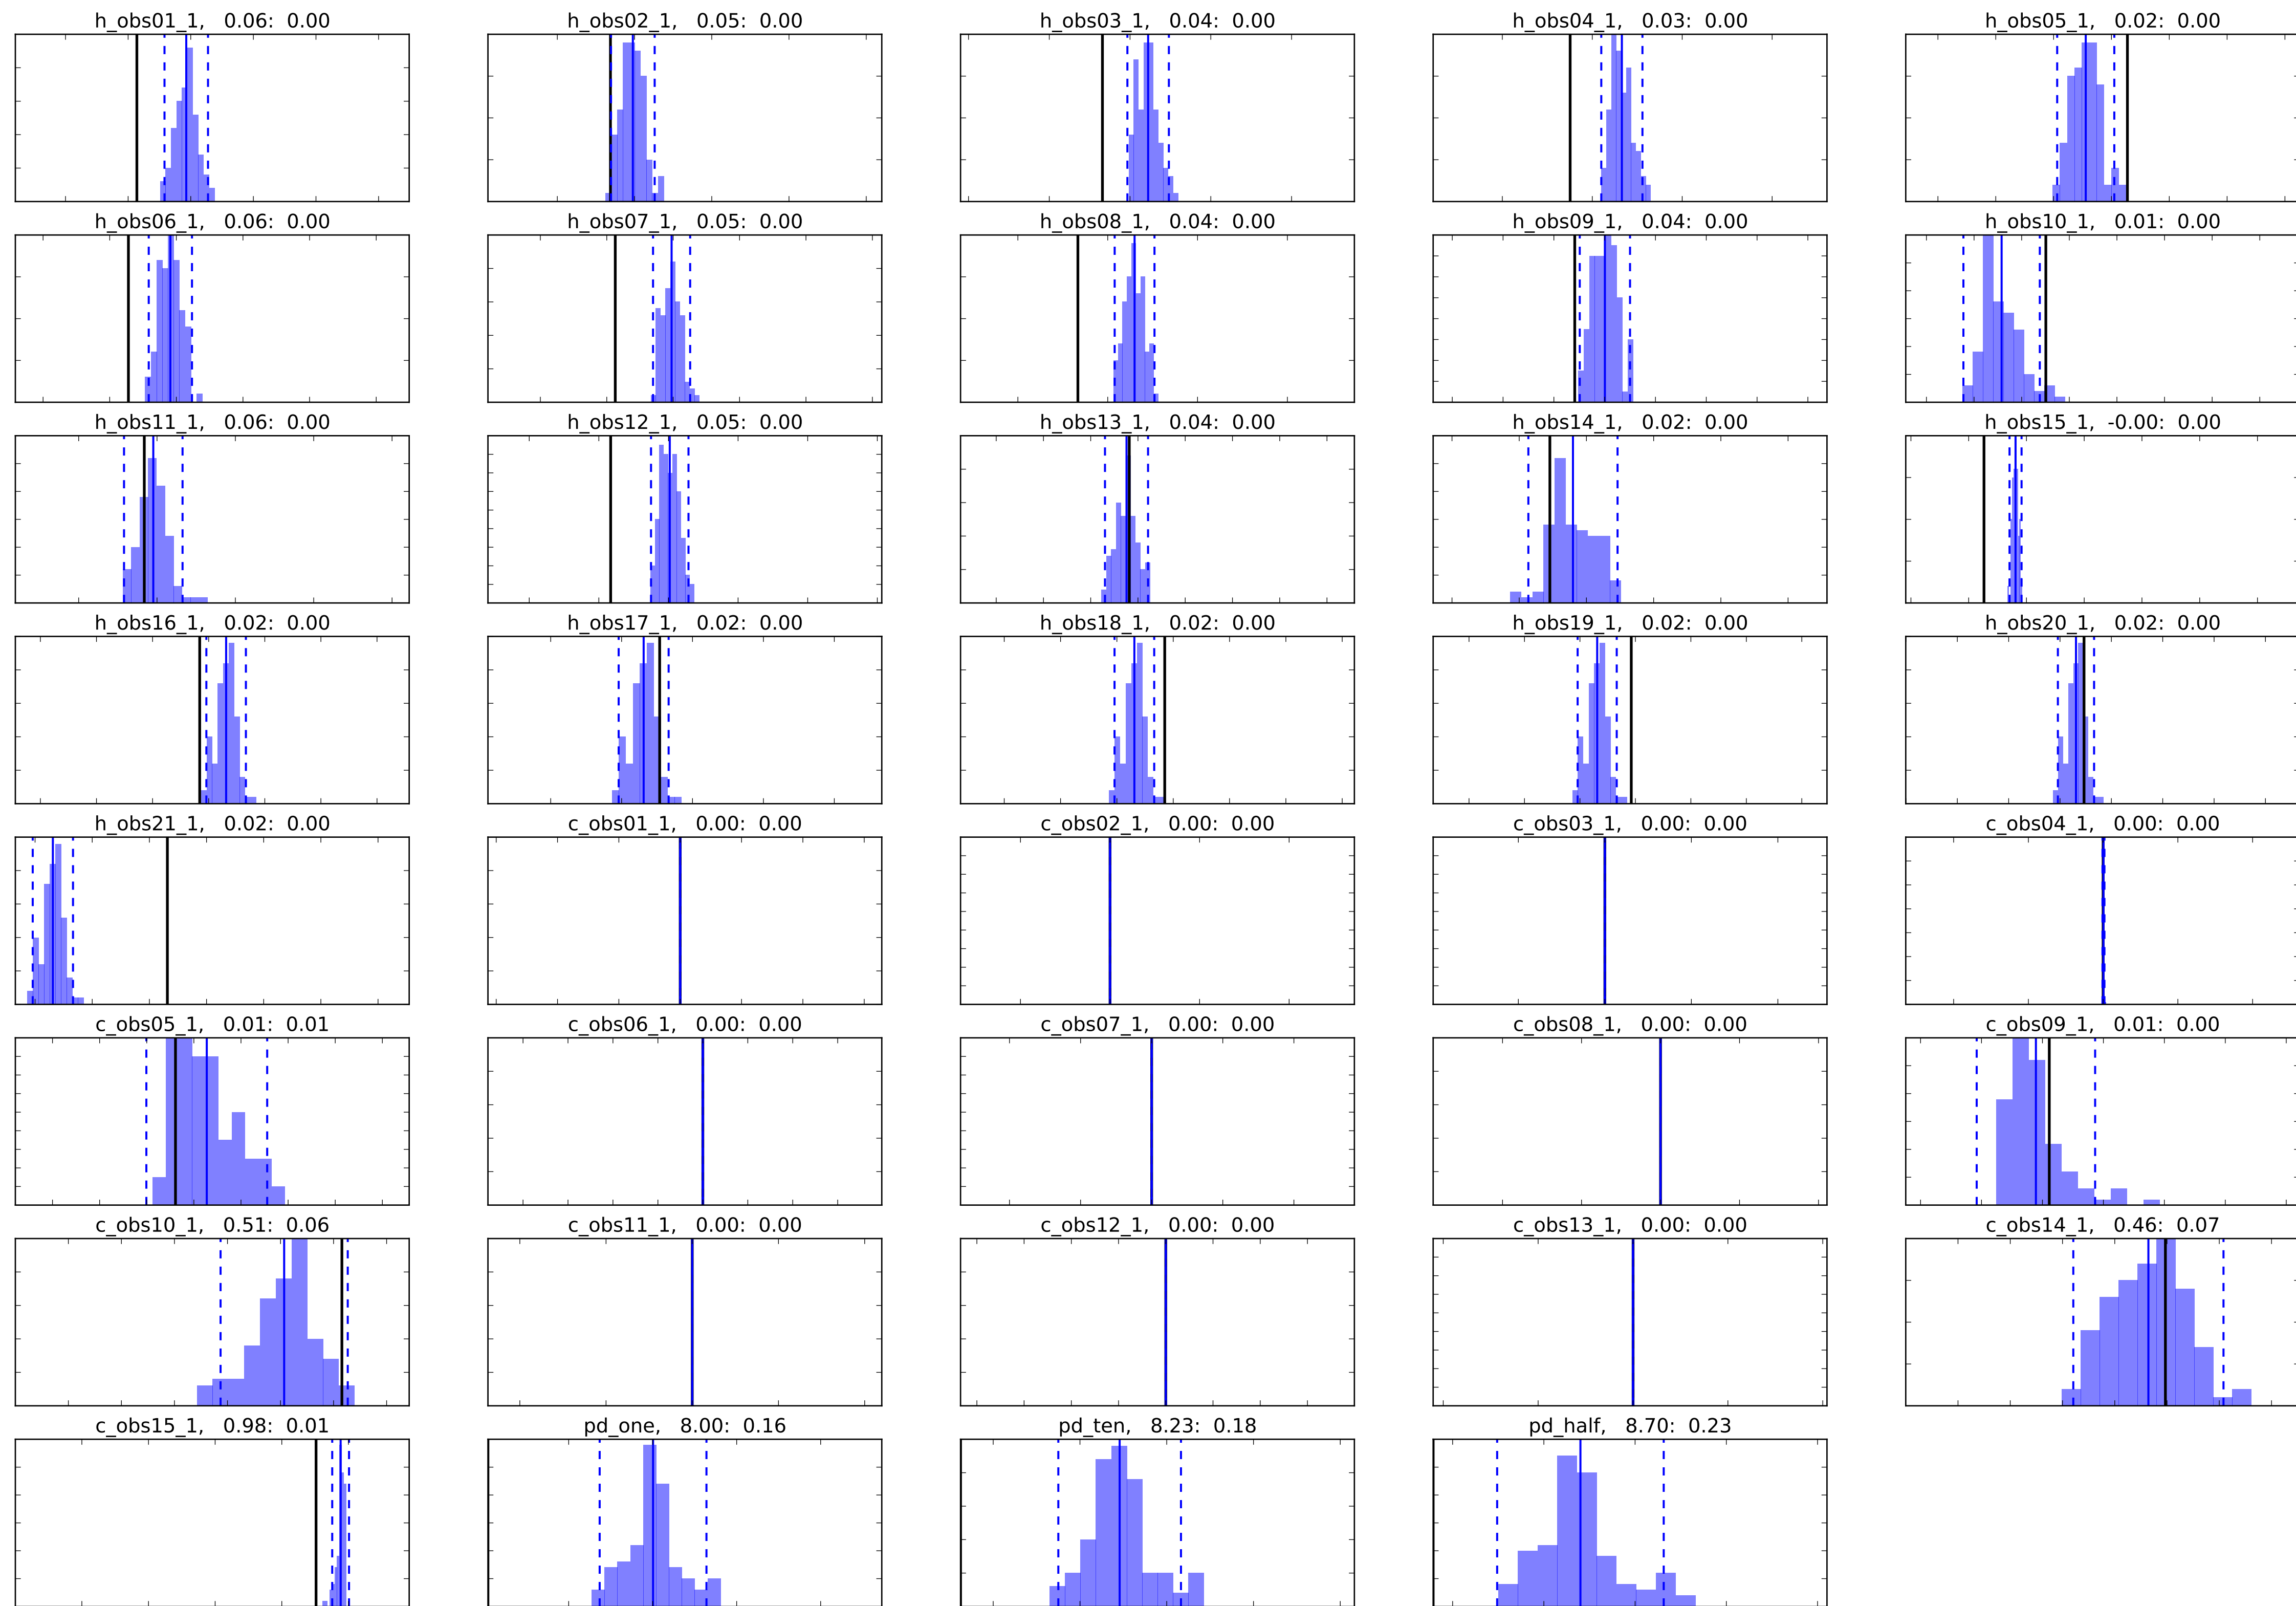 h_obs01_1, 0.06: 0.00
h_obs02_1, 0.05: 0.00
h_obs03_1, 0.04: 0.00
h_obs04_1, 0.03: 0.00
h_obs05_1, 0.02: 0.00
h_obs06_1, 0.06: 0.00
h_obs07_1, 0.05: 0.00
h_obs08_1, 0.04: 0.00
h_obs09_1, 0.04: 0.00
h_obs10_1, 0.01: 0.00
h_obs11_1, 0.06: 0.00
h_obs12_1, 0.05: 0.00
h_obs13_1, 0.04: 0.00
h_obs14_1, 0.02: 0.00
h_obs15_1, -0.00: 0.00
h_obs16_1, 0.02: 0.00
h_obs17_1, 0.02: 0.00
h_obs18_1, 0.02: 0.00
h_obs19_1, 0.02: 0.00
h_obs20_1, 0.02: 0.00
h_obs21_1, 0.02: 0.00
c_obs01_1, 0.00: 0.00
c_obs02_1, 0.00: 0.00
c_obs03_1, 0.00: 0.00
c_obs04_1, 0.00: 0.00
c_obs05_1, 0.01: 0.01
c_obs06_1, 0.00: 0.00
c_obs07_1, 0.00: 0.00
c_obs08_1, 0.00: 0.00
c_obs09_1, 0.01: 0.00
c_obs10_1, 0.51: 0.06
c_obs11_1, 0.00: 0.00
c_obs12_1, 0.00: 0.00
c_obs13_1, 0.00: 0.00
c_obs14_1, 0.46: 0.07
c_obs15_1, 0.98: 0.01
pd_one, 8.00: 0.16
pd_ten, 8.23: 0.18
pd_half, 8.70: 0.23